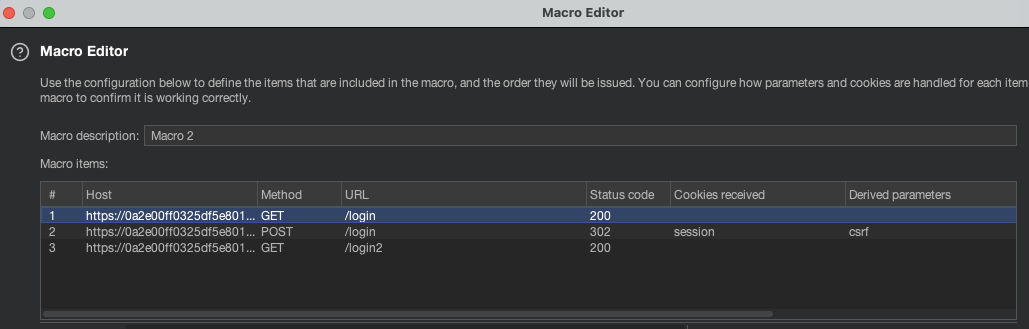 Macro Editor
? Macro Editor
Use the configuration below to define the items that are included in the macro, and the order they will be issued. You can configure how parameters and cookies are handled for each item
macro to confirm it is working correctly.
Macro description: Macro 2
Macro items:
# Host Method URL Status code Cookies received Derived parameters
1 https://0a2e00ff0325df5e801... GET /login 200
2 https://0a2e00ff0325df5e801... POST /login 302 session csrf
3 https://0a2e00ff0325df5e801... GET /login2 200